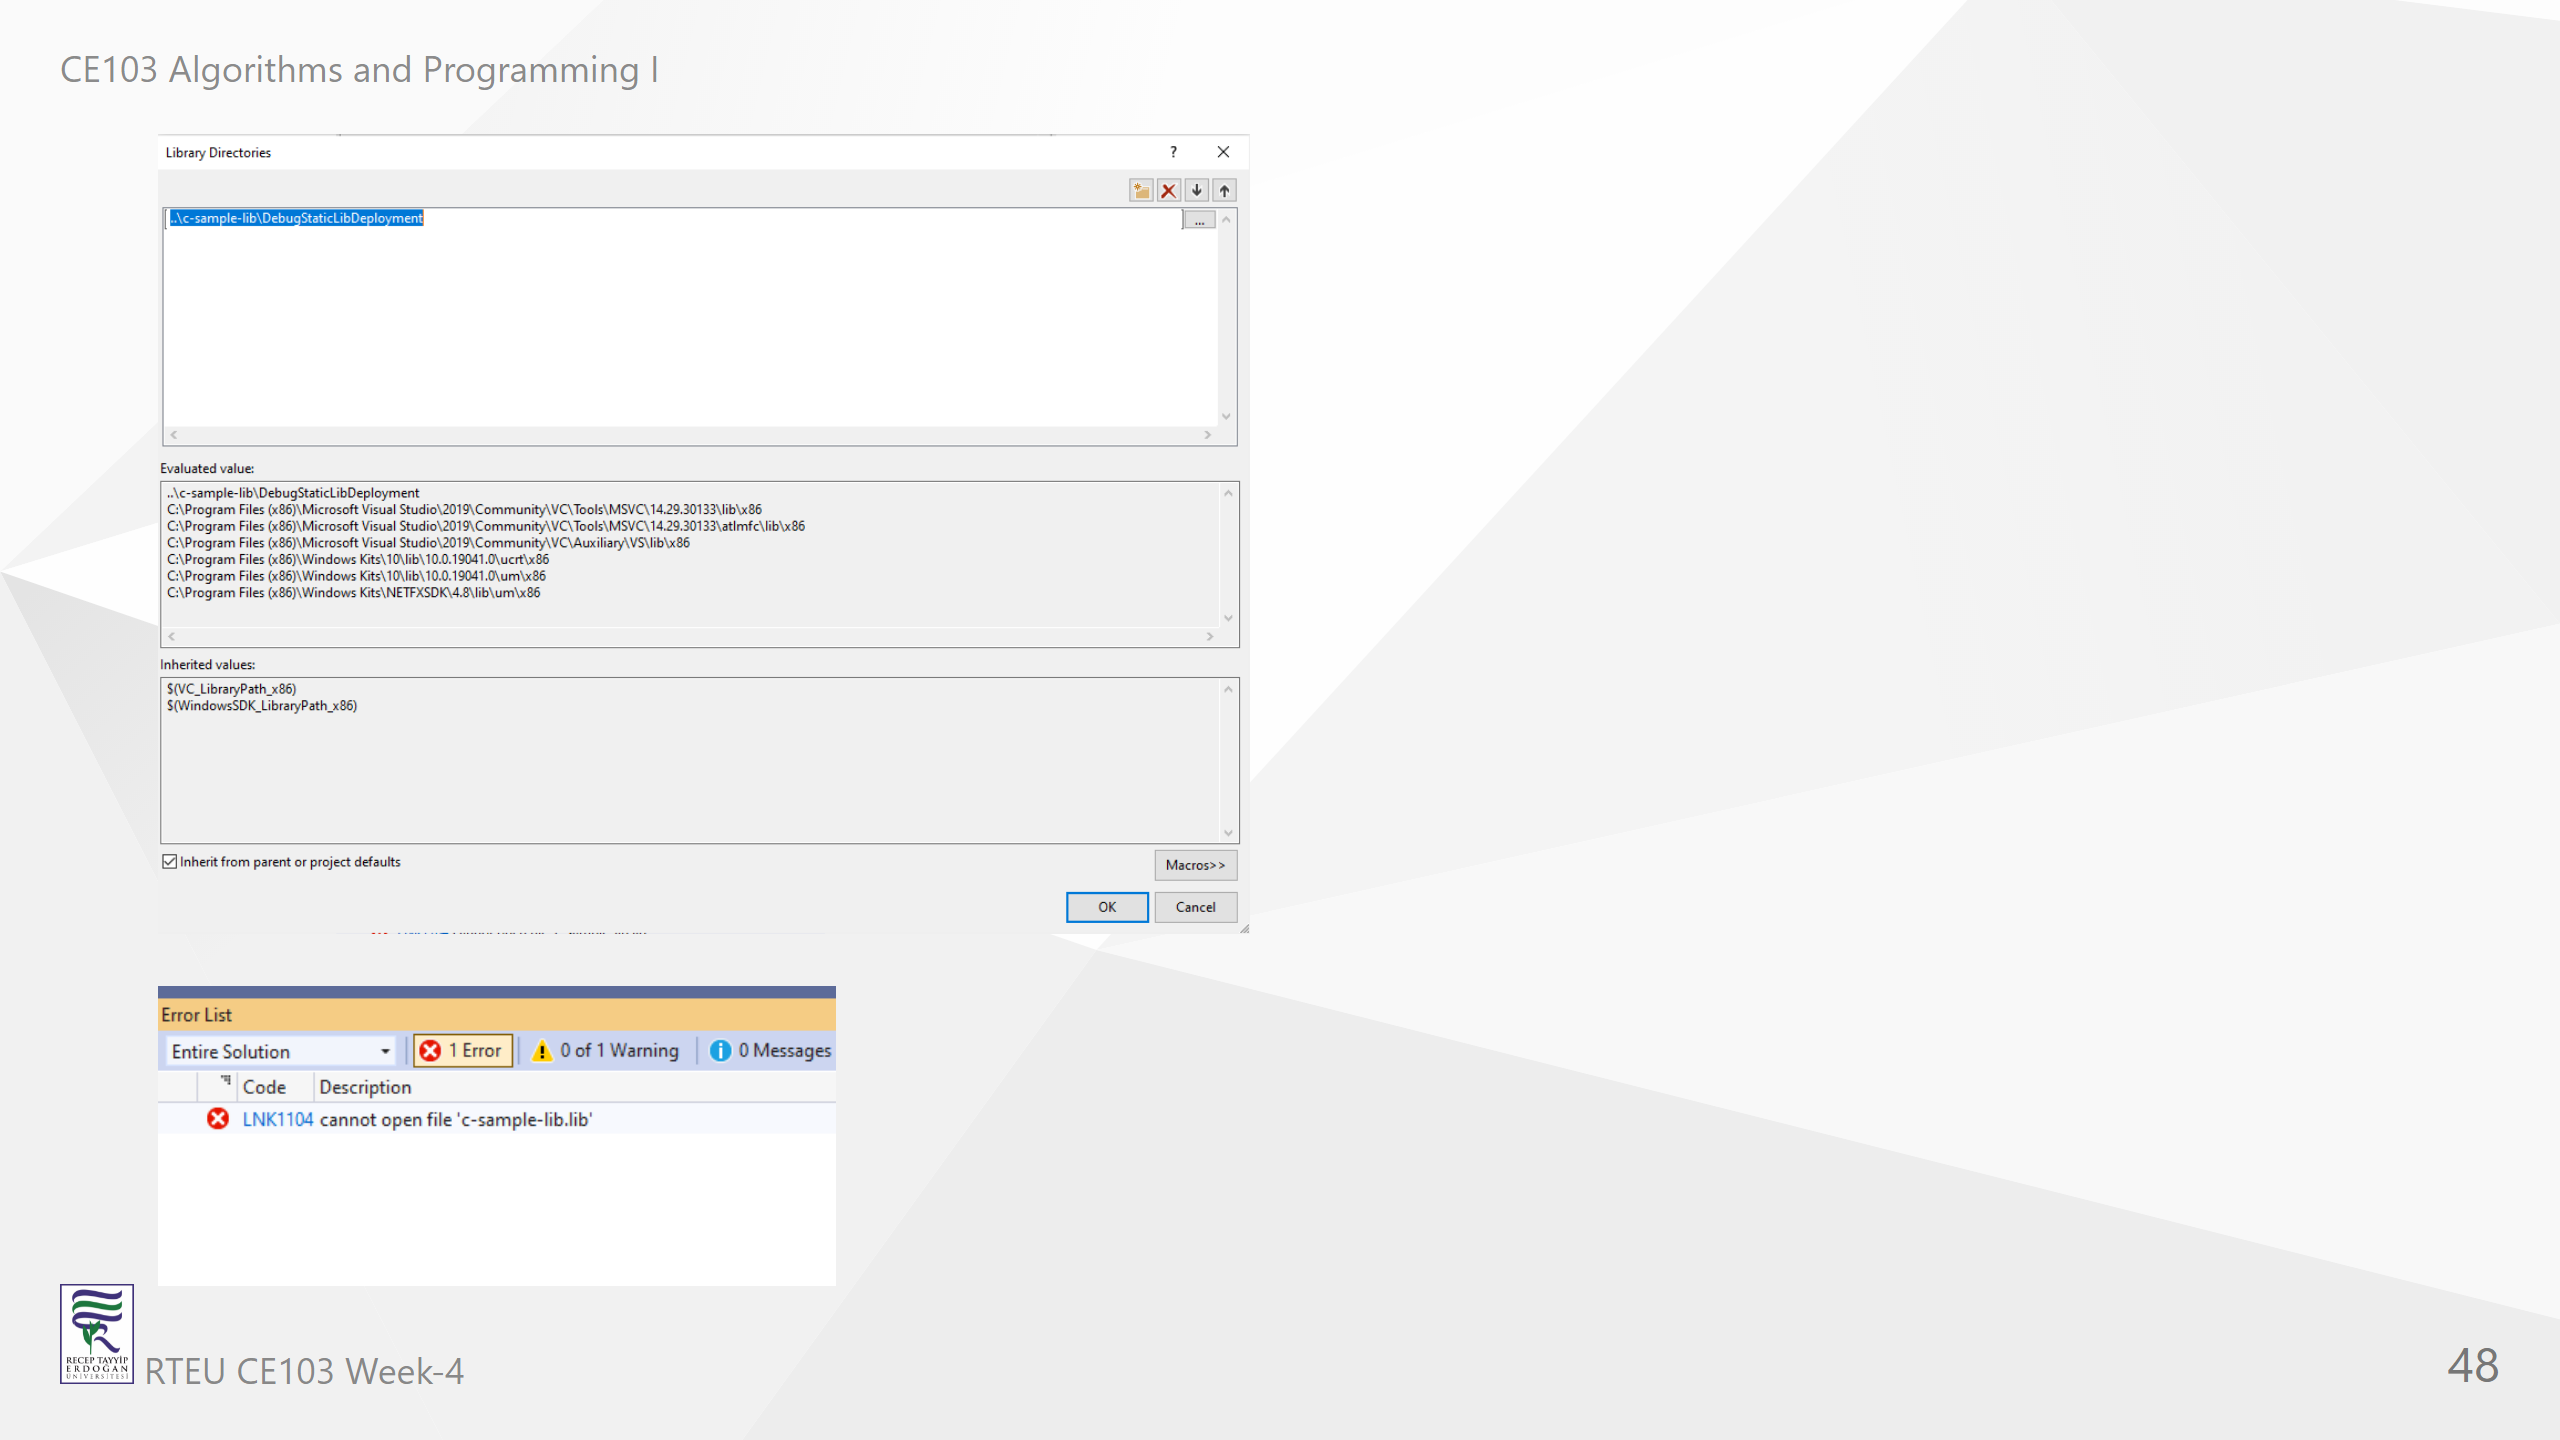 CE103 Algorithms and Programming I
Library Directories
?
..\c-sample-lib\DebugStaticLibDeployment
...
Evaluated value:
..\c-sample-lib\DebugStaticLibDeployment
C:\Program Files (x86)\Microsoft Visual Studio\2019\Community\VC\Tools\MSVC\14.29.30133\lib\x86
C:\Program Files (x86)\Microsoft Visual Studio\2019\Community\VC\Tools\MSVC\14.29.30133\atlmfc\lib\x86
C:\Program Files (x86)\Microsoft Visual Studio\2019\Community\VC\Auxiliary\VS\lib\x86
C:\Program Files (x86)\Windows Kits\10\lib\10.0.19041.0\ucrt\x86
C:\Program Files (x86)\Windows Kits\10\lib\10.0.19041.0\um\x86
C:\Program Files (x86)\Windows Kits\NETFXSDK\4.8\lib\um\x86
Inherited values:
$(VC_LibraryPath_x86)
$(WindowsSDK_LibraryPath_x86)
Inherit from parent or project defaults
Macros>>
OK Cancel
Error List
Entire Solution 1 Error 0 of 1 Warning 0 Messages
Code Description
LNK1104 cannot open file 'c-sample-lib.lib'
RECEP TAYYİP
ERDOĞAN
ÜNİVERSİTESİ
RTEU CE103 Week-4
48